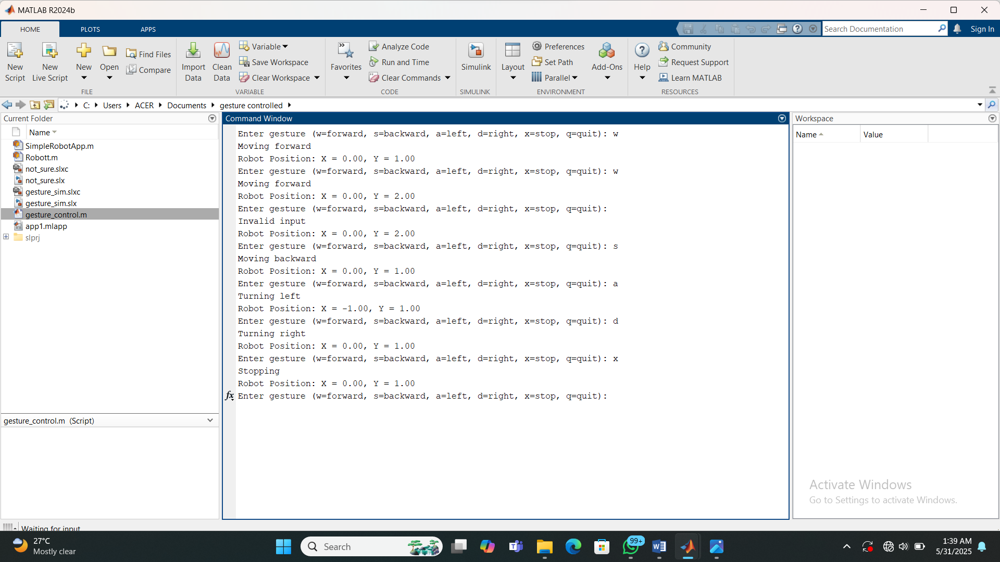 MATLAB R2024b
HOME PLOTS APPS
Search Documentation
Sign In
New Script
New Live Script
New
Open
Find Files
Compare
FILE
Import Data
Clean Data
Variable
Save Workspace
Clear Workspace
VARIABLE
Favorites
Analyze Code
Run and Time
Clear Commands
CODE
Simulink
SIMULINK
Layout
Preferences
Set Path
Parallel
Add-Ons
ENVIRONMENT
Help
Community
Request Support
Learn MATLAB
RESOURCES
C: Users ACER Documents gesture controlled
Current Folder
Name
SimpleRobotApp.m
Robott.m
not_sure.slxc
not_sure.slx
gesture_sim.slxc
gesture_sim.slx
gesture_control.m
app1.mlapp
slprj
gesture_control.m (Script)
Command Window
Enter gesture (w=forward, s=backward, a=left, d=right, x=stop, q=quit): w
Moving forward
Robot Position: X = 0.00, Y = 1.00
Enter gesture (w=forward, s=backward, a=left, d=right, x=stop, q=quit): w
Moving forward
Robot Position: X = 0.00, Y = 2.00
Enter gesture (w=forward, s=backward, a=left, d=right, x=stop, q=quit):
Invalid input
Robot Position: X = 0.00, Y = 2.00
Enter gesture (w=forward, s=backward, a=left, d=right, x=stop, q=quit): s
Moving backward
Robot Position: X = 0.00, Y = 1.00
Enter gesture (w=forward, s=backward, a=left, d=right, x=stop, q=quit): a
Turning left
Robot Position: X = -1.00, Y = 1.00
Enter gesture (w=forward, s=backward, a=left, d=right, x=stop, q=quit): d
Turning right
Robot Position: X = 0.00, Y = 1.00
Enter gesture (w=forward, s=backward, a=left, d=right, x=stop, q=quit): x
Stopping
Robot Position: X = 0.00, Y = 1.00
fx Enter gesture (w=forward, s=backward, a=left, d=right, x=stop, q=quit):
Workspace
Name Value
Activate Windows
Go to Settings to activate Windows.
Waiting for input
27°C
Mostly clear
Search
99+
1:39 AM
5/31/2025